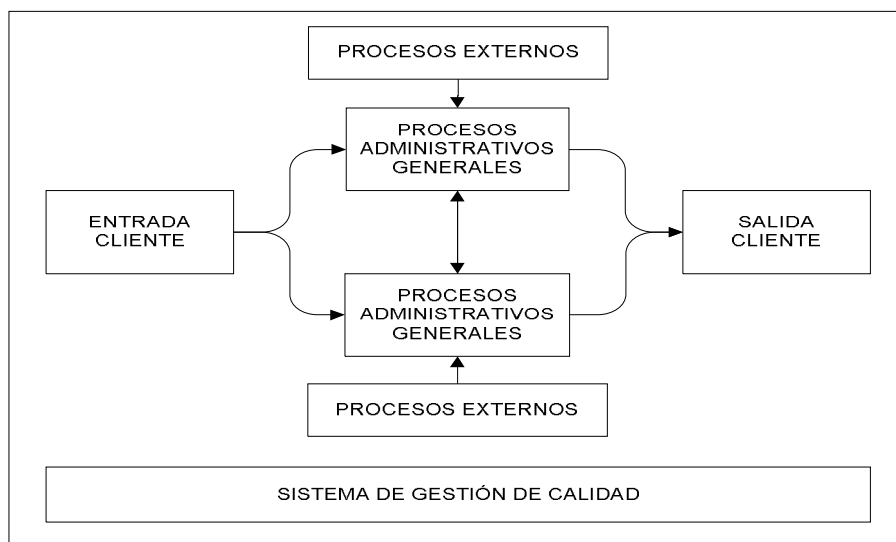 PROCESOS EXTERNOS
PROCESOS
ADMINISTRATIVOS
GENERALES
ENTRADA
CLIENTE
SALIDA
CLIENTE
PROCESOS
ADMINISTRATIVOS
GENERALES
PROCESOS EXTERNOS
SISTEMA DE GESTIÓN DE CALIDAD